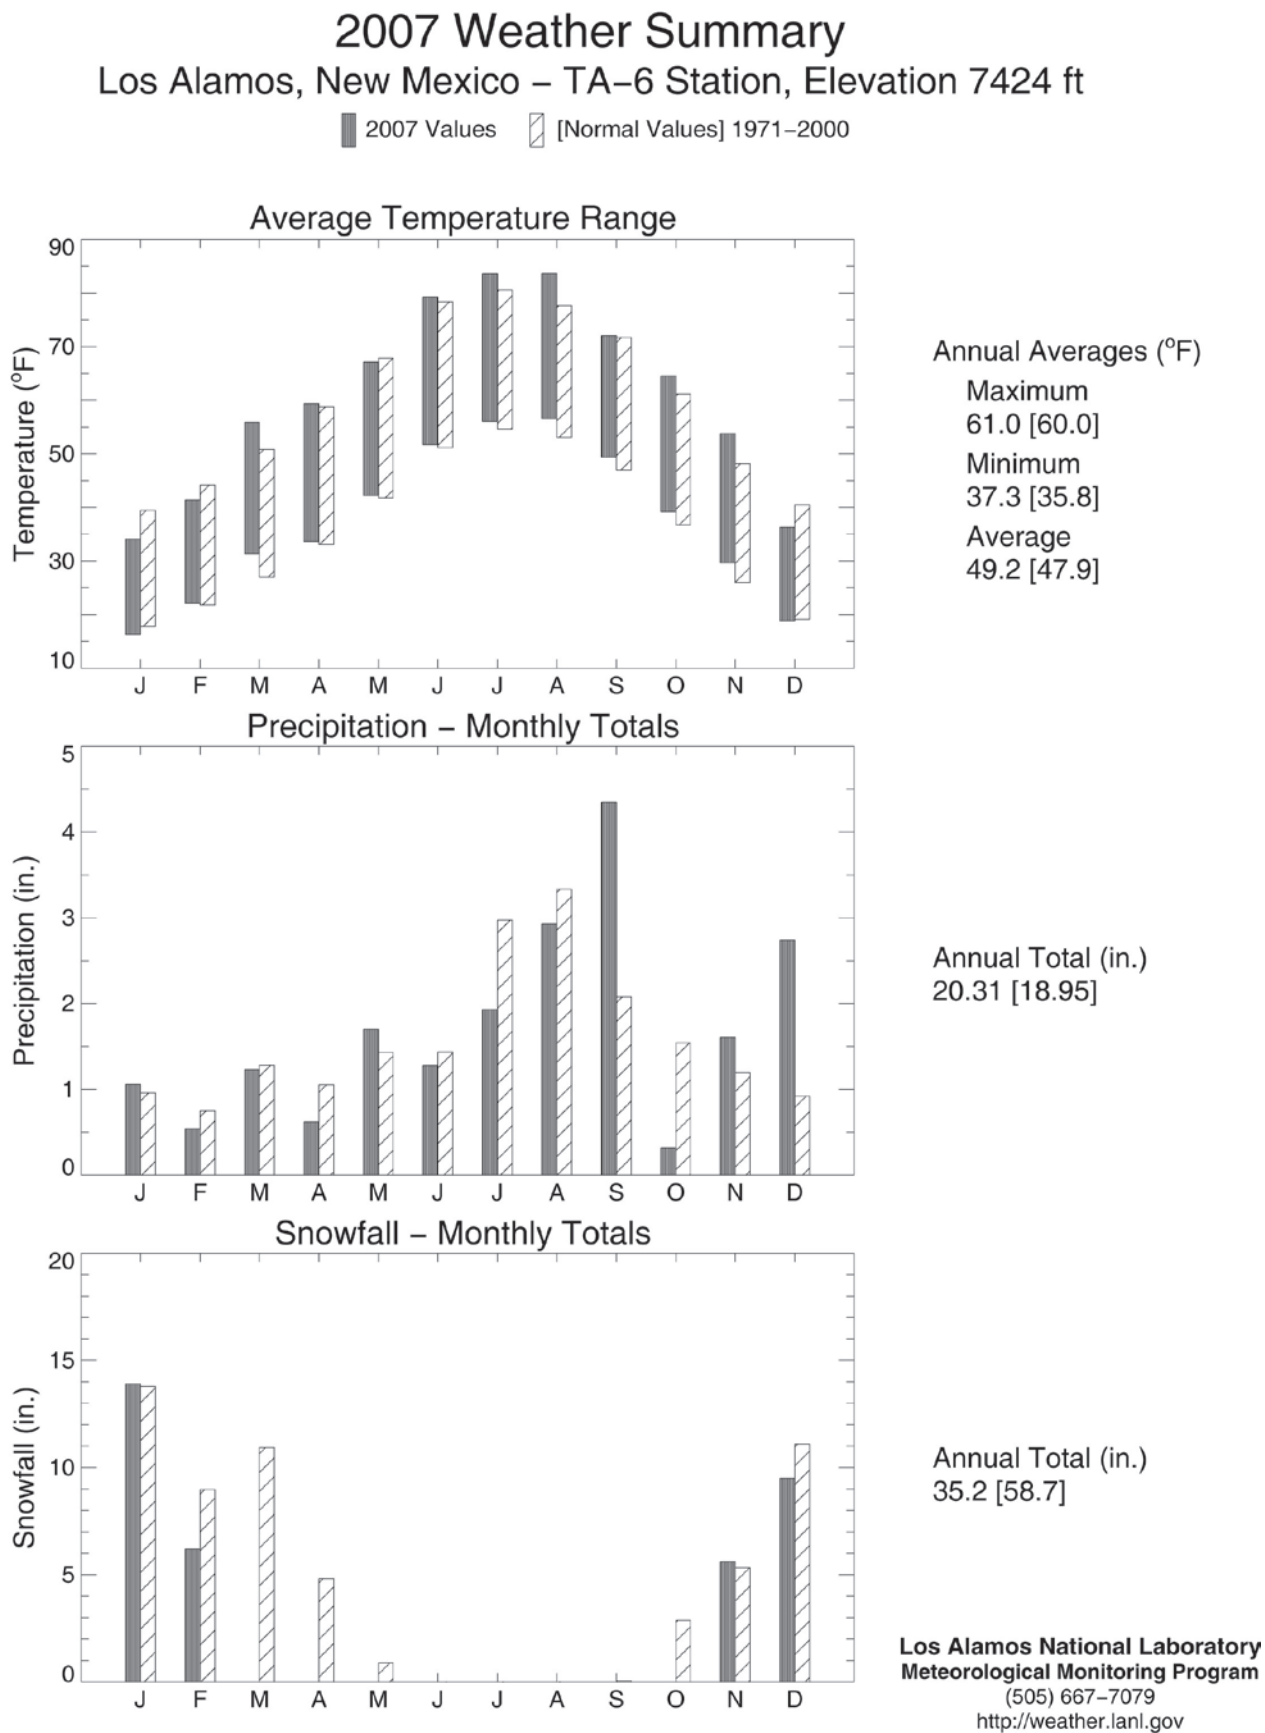 2007 Weather Summary
Los Alamos, New Mexico – TA–6 Station, Elevation 7424 ft
2007 Values [Normal Values] 1971–2000
Average Temperature Range
90
70
50
30
10
Temperature (°F)
J F M A M J J A S O N D
Annual Averages (°F)
Maximum
61.0 [60.0]
Minimum
37.3 [35.8]
Average
49.2 [47.9]
Precipitation – Monthly Totals
5
4
3
2
1
0
Precipitation (in.)
J F M A M J J A S O N D
Annual Total (in.)
20.31 [18.95]
Snowfall – Monthly Totals
20
15
10
5
0
Snowfall (in.)
J F M A M J J A S O N D
Annual Total (in.)
35.2 [58.7]
Los Alamos National Laboratory
Meteorological Monitoring Program
(505) 667–7079
http://weather.lanl.gov